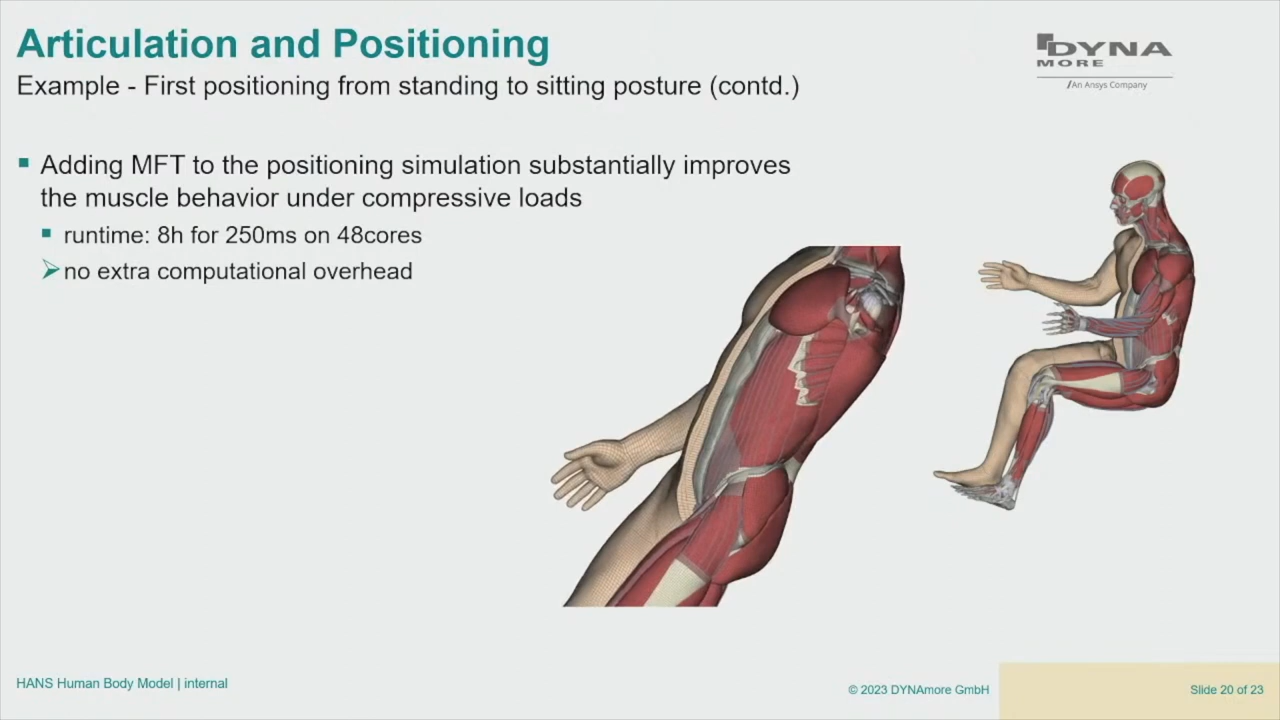 Articulation and Positioning
Example - First positioning from standing to sitting posture (contd.)
DYNA
MORE
/An Ansys Company
Adding MFT to the positioning simulation substantially improves
the muscle behavior under compressive loads
runtime: 8h for 250ms on 48cores
no extra computational overhead
HANS Human Body Model | internal
© 2023 DYNAmore GmbH
Slide 20 of 23